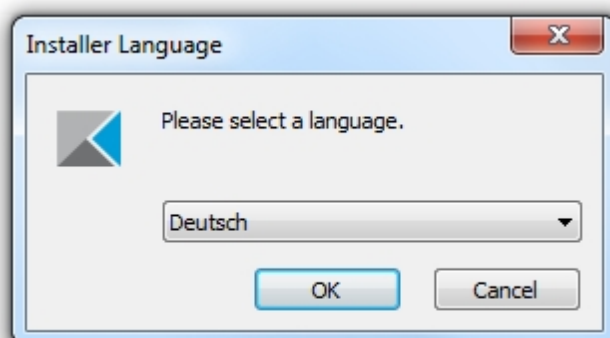 Installer Language
Please select a language.
Deutsch
OK
Cancel